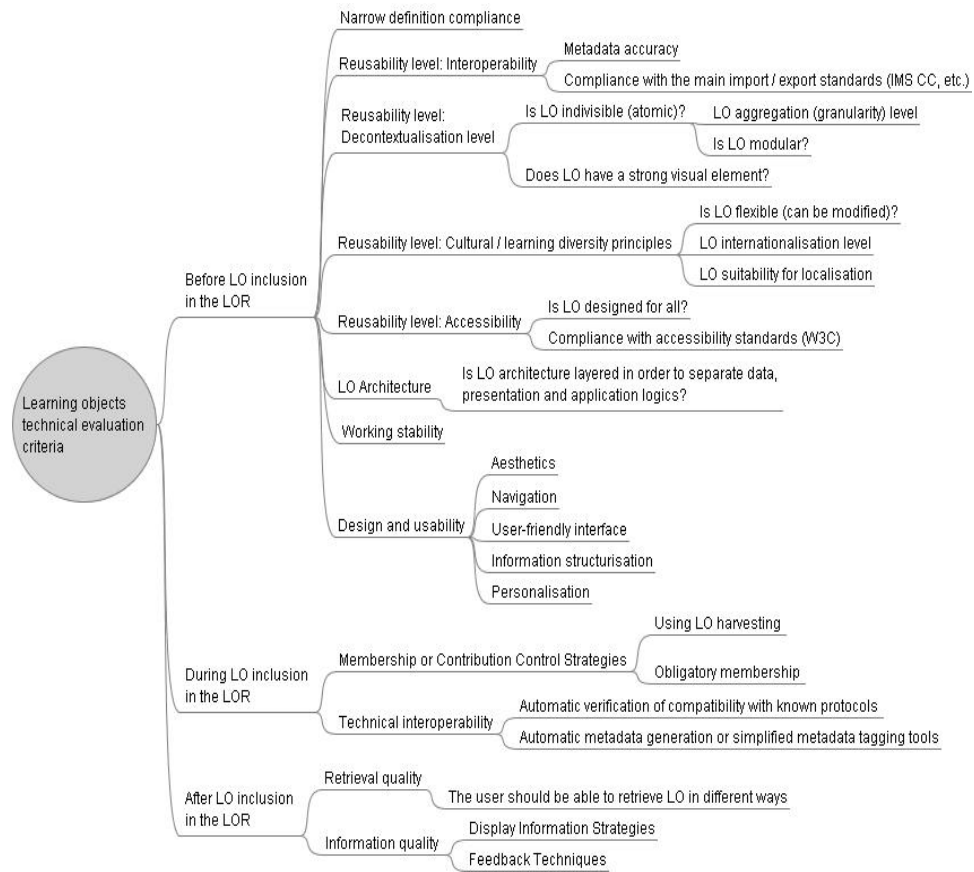 Learning objects
technical evaluation
criteria
Before LO inclusion
in the LOR
Narrow definition compliance
Reusability level: Interoperability
Metadata accuracy
Compliance with the main import / export standards (IMS CC, etc.)
Reusability level:
Decontextualisation level
Is LO indivisible (atomic)?
LO aggregation (granularity) level
Is LO modular?
Does LO have a strong visual element?
Reusability level: Cultural / learning diversity principles
Is LO flexible (can be modified)?
LO internationalisation level
LO suitability for localisation
Reusability level: Accessibility
Is LO designed for all?
Compliance with accessibility standards (W3C)
LO Architecture
Is LO architecture layered in order to separate data,
presentation and application logics?
Working stability
Design and usability
Aesthetics
Navigation
User-friendly interface
Information structurisation
Personalisation
During LO inclusion
in the LOR
Membership or Contribution Control Strategies
Using LO harvesting
Obligatory membership
Technical interoperability
Automatic verification of compatibility with known protocols
Automatic metadata generation or simplified metadata tagging tools
After LO inclusion
in the LOR
Retrieval quality
The user should be able to retrieve LO in different ways
Information quality
Display Information Strategies
Feedback Techniques